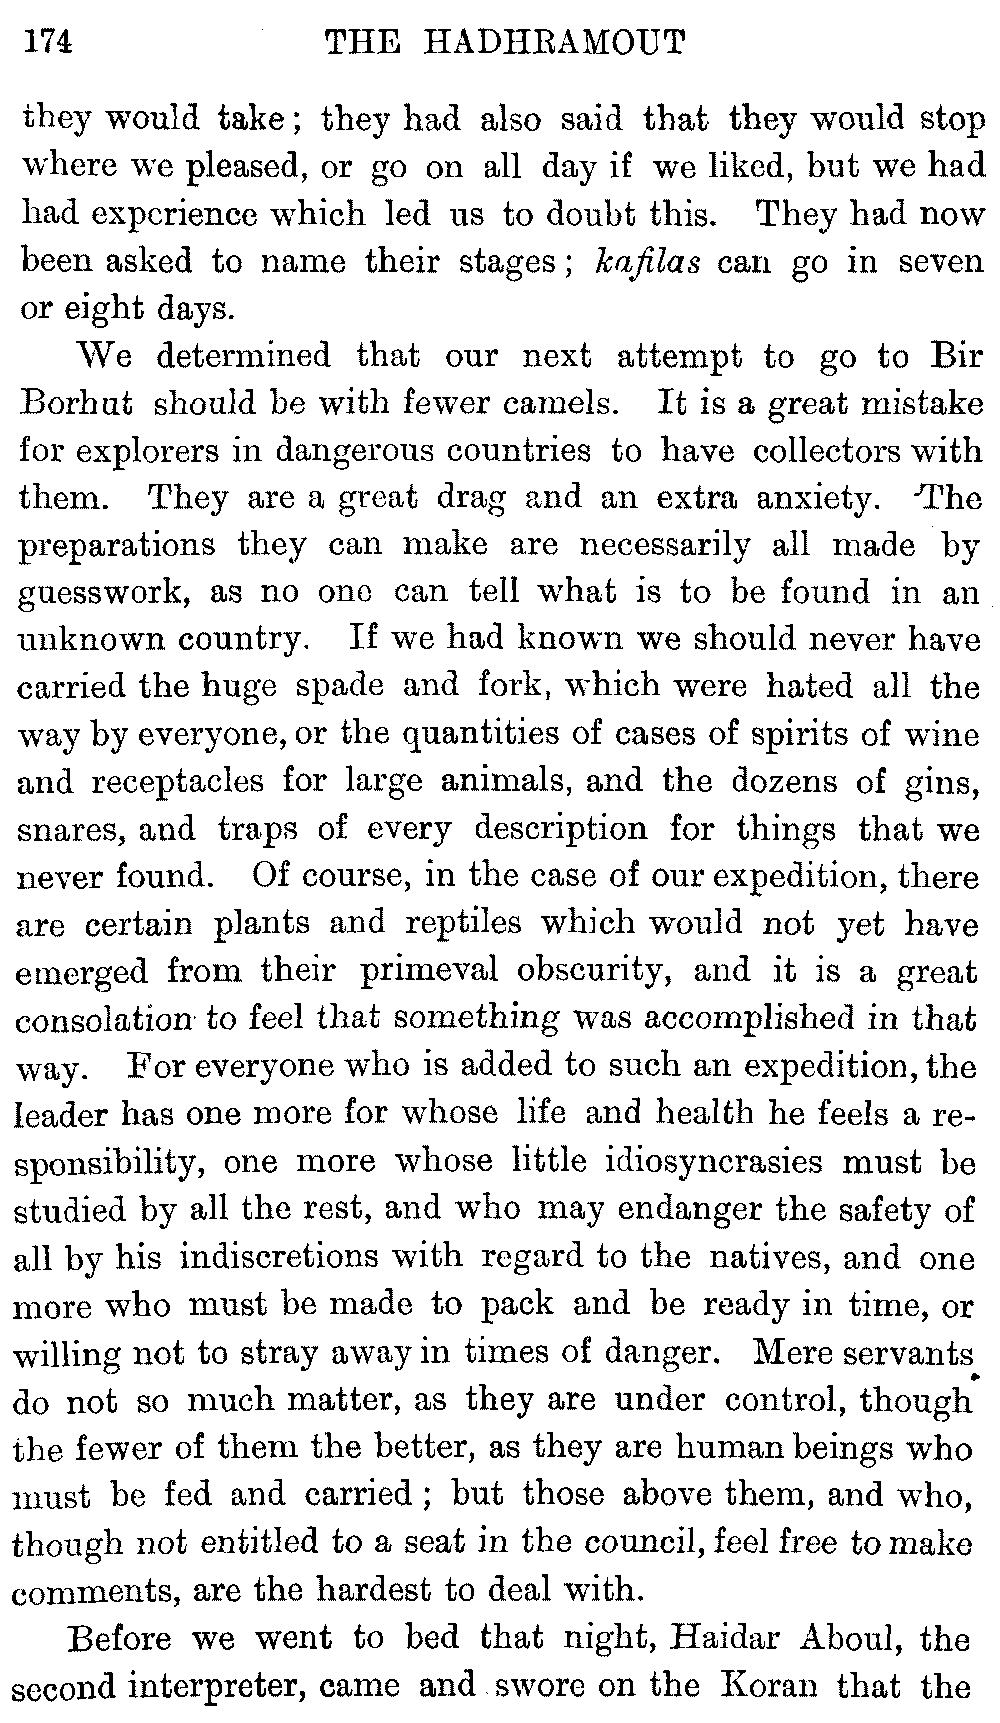 174 THE HADHRAMOUT
they would take; they had also said that they would stop
where we pleased, or go on all day if we liked, but we had
had experience which led us to doubt this. They had now
been asked to name their stages; kafilas can go in seven
or eight days.
We determined that our next attempt to go to Bir
Borhut should be with fewer camels. It is a great mistake
for explorers in dangerous countries to have collectors with
them. They are a great drag and an extra anxiety. The
preparations they can make are necessarily all made by
guesswork, as no one can tell what is to be found in an
unknown country. If we had known we should never have
carried the huge spade and fork, which were hated all the
way by everyone, or the quantities of cases of spirits of wine
and receptacles for large animals, and the dozens of gins,
snares, and traps of every description for things that we
never found. Of course, in the case of our expedition, there
are certain plants and reptiles which would not yet have
emerged from their primeval obscurity, and it is a great
consolation to feel that something was accomplished in that
way. For everyone who is added to such an expedition, the
leader has one more for whose life and health he feels a re-
sponsibility, one more whose little idiosyncrasies must be
studied by all the rest, and who may endanger the safety of
all by his indiscretions with regard to the natives, and one
more who must be made to pack and be ready in time, or
willing not to stray away in times of danger. Mere servants
do not so much matter, as they are under control, though
the fewer of them the better, as they are human beings who
must be fed and carried; but those above them, and who,
though not entitled to a seat in the council, feel free to make
comments, are the hardest to deal with.
Before we went to bed that night, Haidar Aboul, the
second interpreter, came and swore on the Koran that the